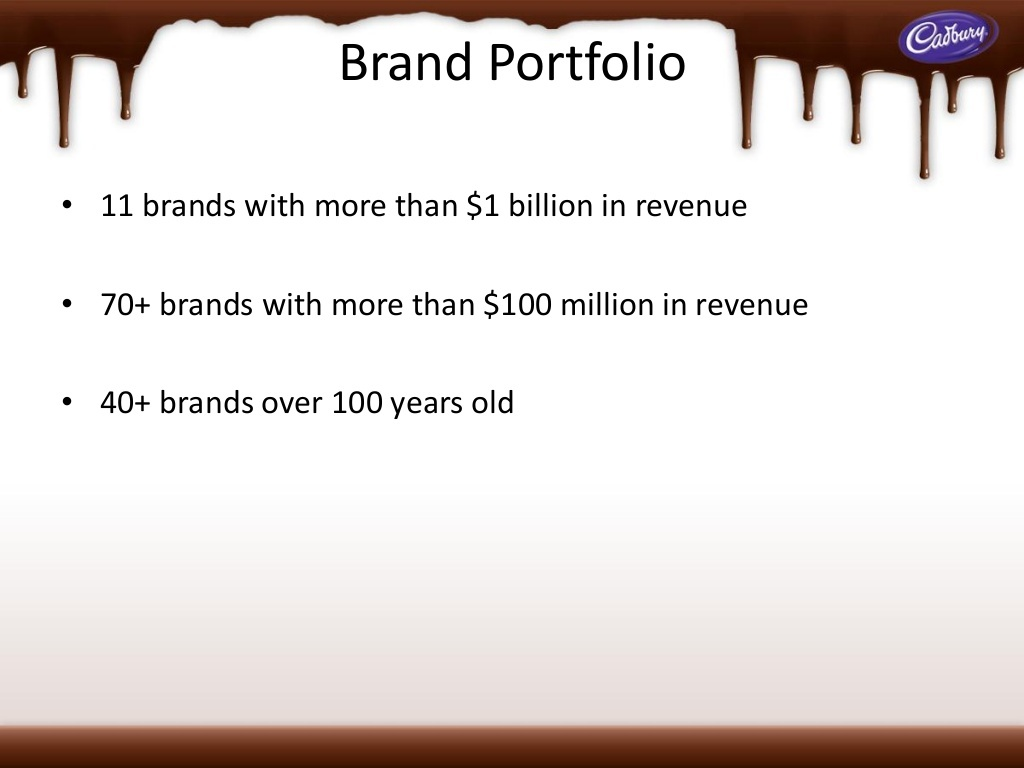 Cadbury
Brand Portfolio
• 11 brands with more than $1 billion in revenue
• 70+ brands with more than $100 million in revenue
• 40+ brands over 100 years old